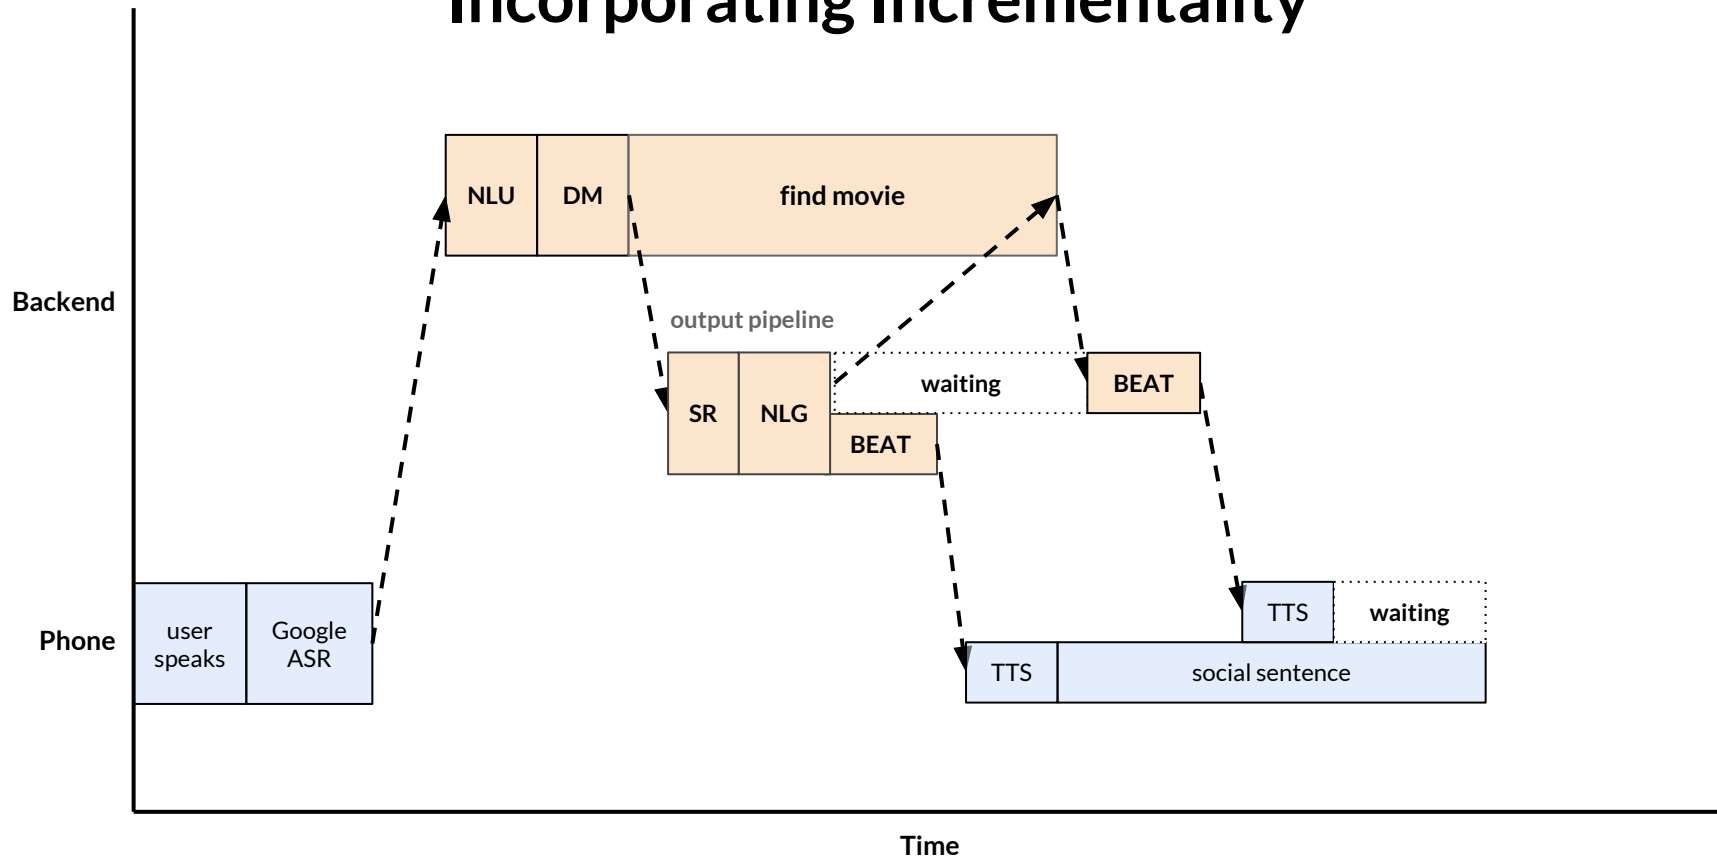 Incorporating Incrementality
NLU
DM
find movie
Backend
output pipeline
SR
NLG
waiting
BEAT
BEAT
Phone
user
speaks
Google
ASR
TTS
waiting
TTS
social sentence
Time